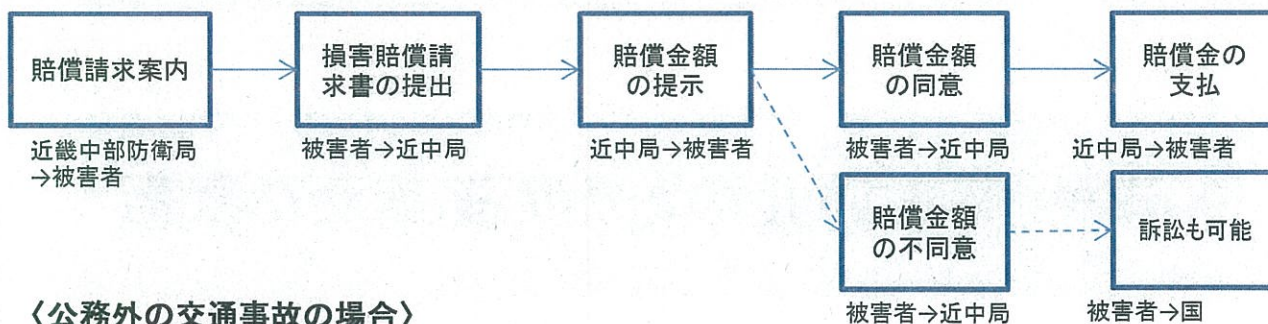 賠償請求案内
近畿中部防衛局
→被害者
損害賠償請
求書の提出
被害者→近中局
賠償金額
の提示
近中局→被害者
賠償金額
の同意
被害者→近中局
賠償金の
支払
近中局→被害者
賠償金額
の不同意
被害者→近中局
訴訟も可能
被害者→国
〈公務外の交通事故の場合〉